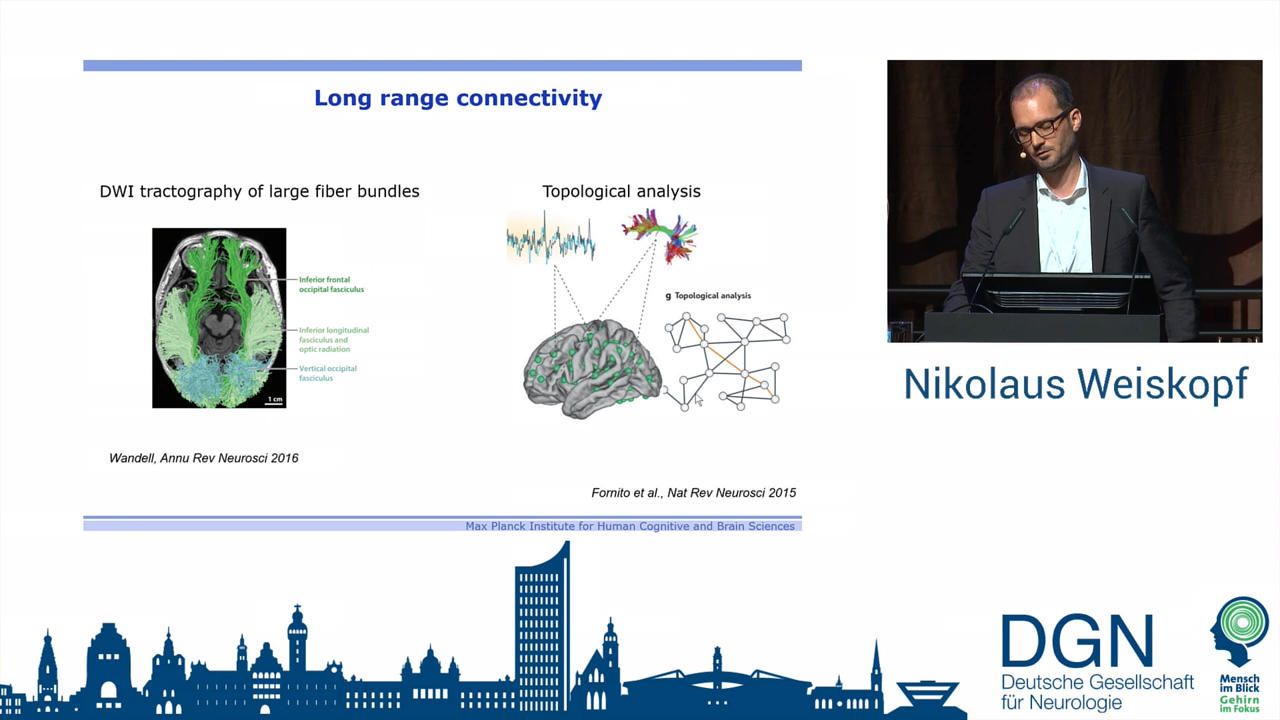 Long range connectivity
DWI tractography of large fiber bundles
Inferior frontal
occipital fasciculus
Inferior longitudinal
fasciculus and
optic radiation
Vertical occipital
fasciculus
1 cm
Wandell, Annu Rev Neurosci 2016
Topological analysis
g Topological analysis
Fornito et al., Nat Rev Neurosci 2015
Max Planck Institute for Human Cognitive and Brain Sciences
Nikolaus Weiskopf
DGN
Deutsche Gesellschaft
für Neurologie
Mensch
im Blick
Gehirn
im Fokus